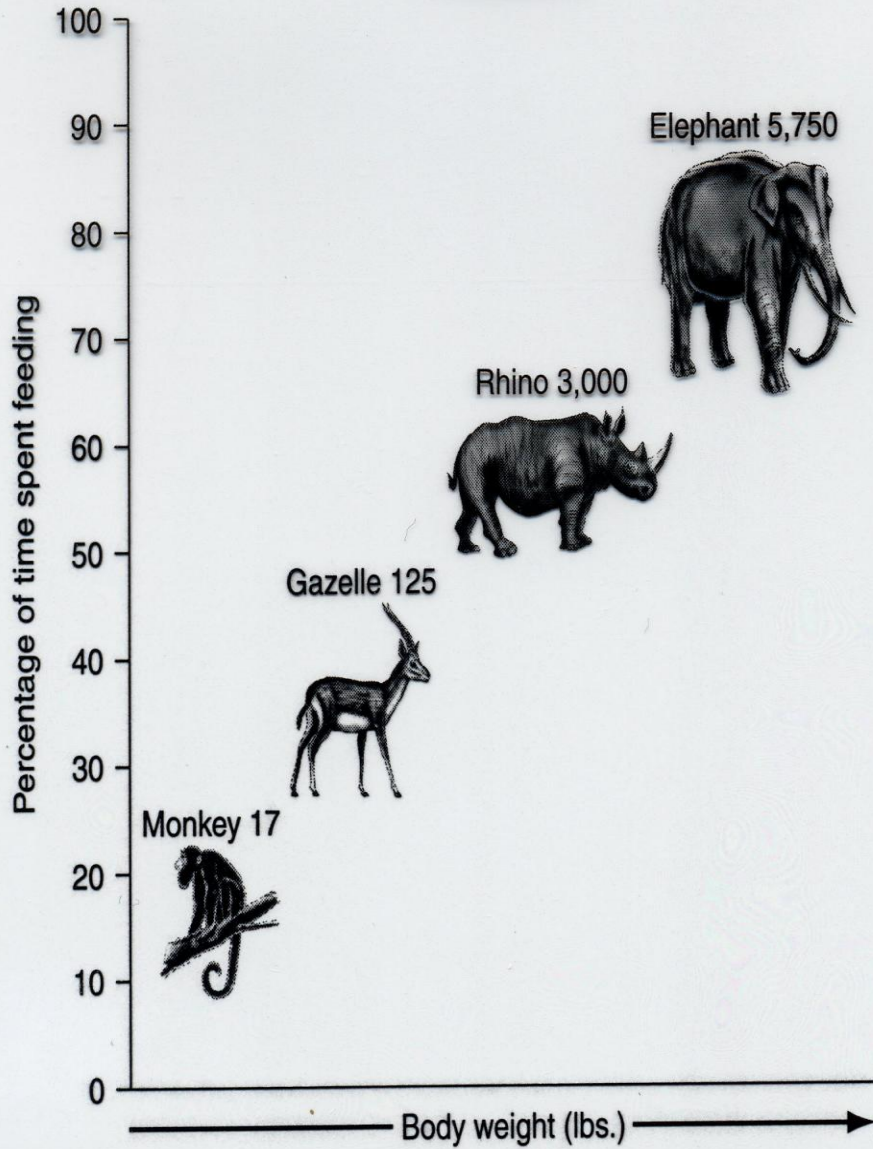 100
90
80
70
60
50
40
30
20
10
0
Percentage of time spent feeding
Elephant 5,750
Rhino 3,000
Gazelle 125
Monkey 17
Body weight (lbs.)